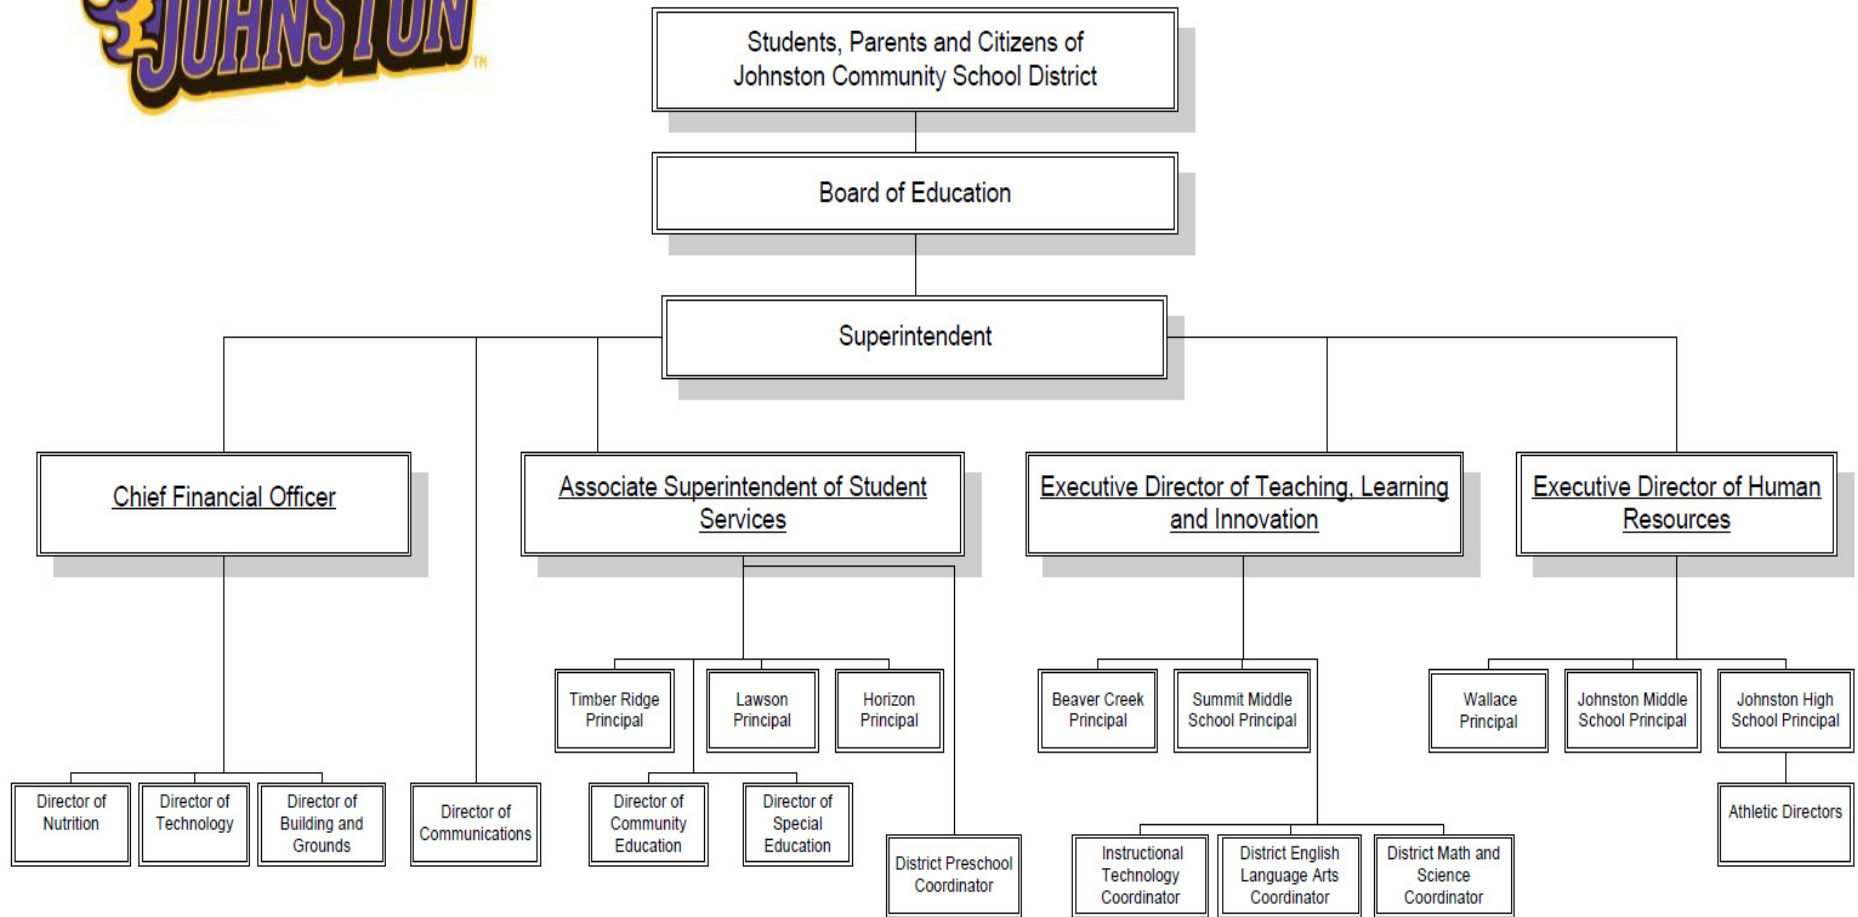 JOHNSTON
TM
Students, Parents and Citizens of
Johnston Community School District
Board of Education
Superintendent
Chief Financial Officer
Associate Superintendent of Student
Services
Executive Director of Teaching, Learning
and Innovation
Executive Director of Human
Resources
Timber Ridge
Principal
Lawson
Principal
Horizon
Principal
Beaver Creek
Principal
Summit Middle
School Principal
Wallace
Principal
Johnston Middle
School Principal
Johnston High
School Principal
Director of
Nutrition
Director of
Technology
Director of
Building and
Grounds
Director of
Communications
Director of
Community
Education
Director of
Special
Education
Athletic Directors
District Preschool
Coordinator
Instructional
Technology
Coordinator
District English
Language Arts
Coordinator
District Math and
Science
Coordinator